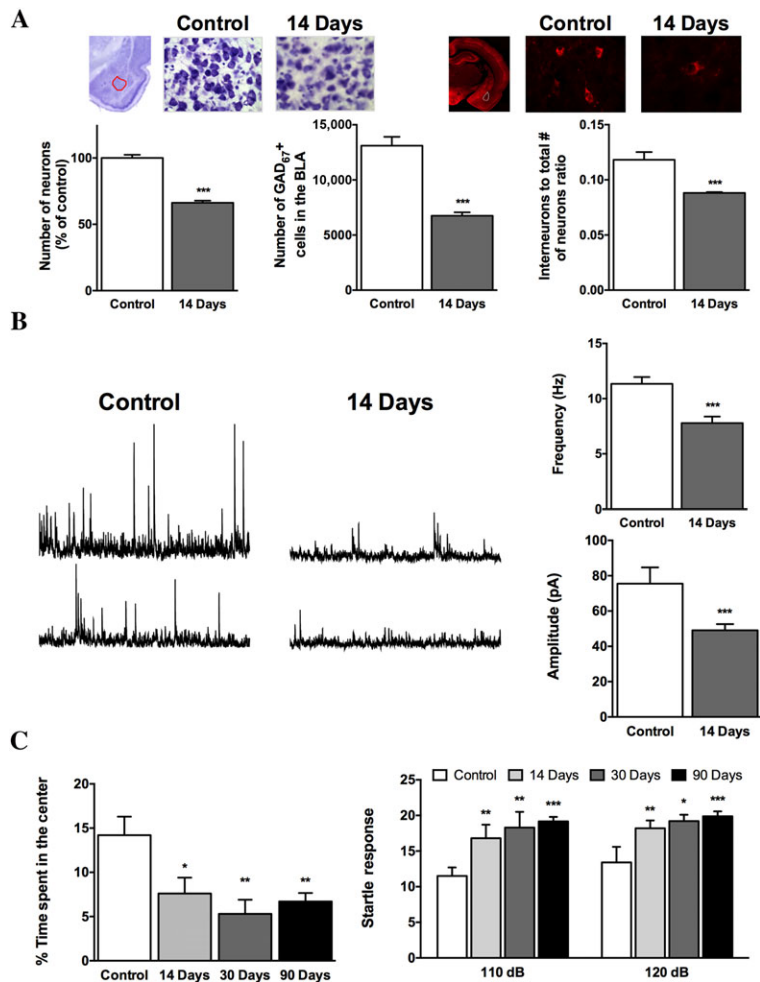 A
Control 14 Days
Control 14 Days
Number of neurons
(% of control)
100
50
0
***
Control 14 Days
Number of GAD67+
cells in the BLA
15,000
10,000
5000
0
***
Control 14 Days
Interneurons to total #
of neurons ratio
0.15
0.10
0.05
0.00
***
Control 14 Days
B
Control 14 Days
Frequency (Hz)
15
10
5
0
***
Control 14 Days
Amplitude (pA)
100
80
60
40
20
0
***
Control 14 Days
C
% Time spent in the center
20
15
10
5
0
*
**
**
Control 14 Days 30 Days 90 Days
Control 14 Days 30 Days 90 Days
Startle response
25
20
15
10
5
0
** ** ***
** * ***
110 dB 120 dB